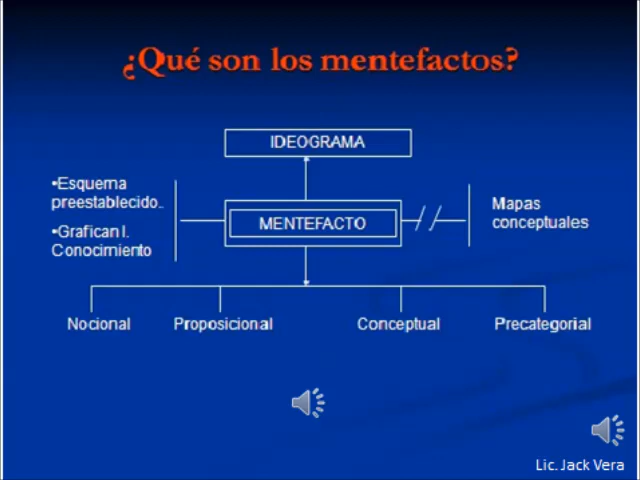 ¿Qué son los mentefactos?
IDEOGRAMA
•Esquema
preestablecido..
•Grafican l.
Conocimiento
MENTEFACTO
Mapas
conceptuales
Nocional
Proposicional
Conceptual
Precategorial
Lic. Jack Vera